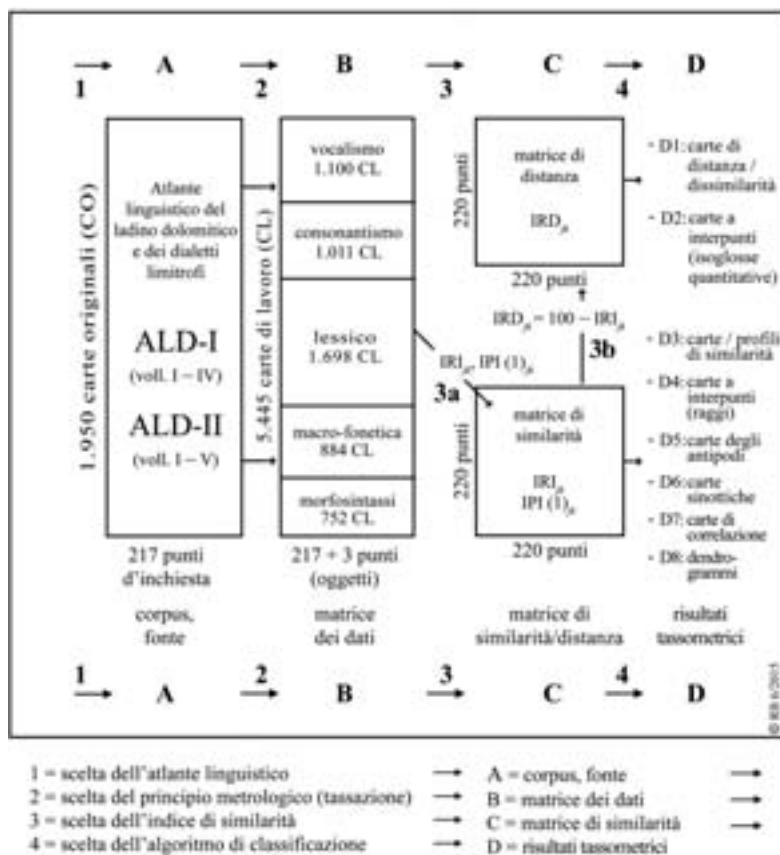 1 → A → 2 B → 3 C → 4 D
1.950 carte originali (CO)
Atlante
linguistico del
ladino dolomitico
e dei dialetti
limitrofi
ALD-I
(voll. I – IV)
ALD-II
(voll. I – V)
217 punti
d'inchiesta
corpus,
fonte
5.445 carte di lavoro (CL)
vocalismo
1.100 CL
consonantismo
1.011 CL
lessico
1.698 CL
macro-fonetica
884 CL
morfosintassi
752 CL
217 + 3 punti
(oggetti)
matrice
dei dati
220 punti
matrice di
distanza
IRDjk
220 punti
IRDjk = 100 – IRIjk
3b
IRIjk, IPI (1)jk
3a
220 punti
matrice di
similarità
IRIjk
IPI (1)jk
220 punti
matrice di
similarità/distanza
- D1: carte di
distanza /
dissimilarità
- D2: carte a
interpunti
(isoglosse
quantitative)
- D3: carte / profili
di similarità
- D4: carte a
interpunti
(raggi)
- D5: carte degli
antipodi
- D6: carte
sinottiche
- D7: carte di
correlazione
- D8: dendro-
grammi
risultati
tassometrici
1 → A → 2 B → 3 C → 4 D
© RB 6/2015
1 = scelta dell'atlante linguistico → A = corpus, fonte →
2 = scelta del principio metrologico (tassazione) → B = matrice dei dati →
3 = scelta dell'indice di similarità → C = matrice di similarità →
4 = scelta dell'algoritmo di classificazione → D = risultati tassometrici